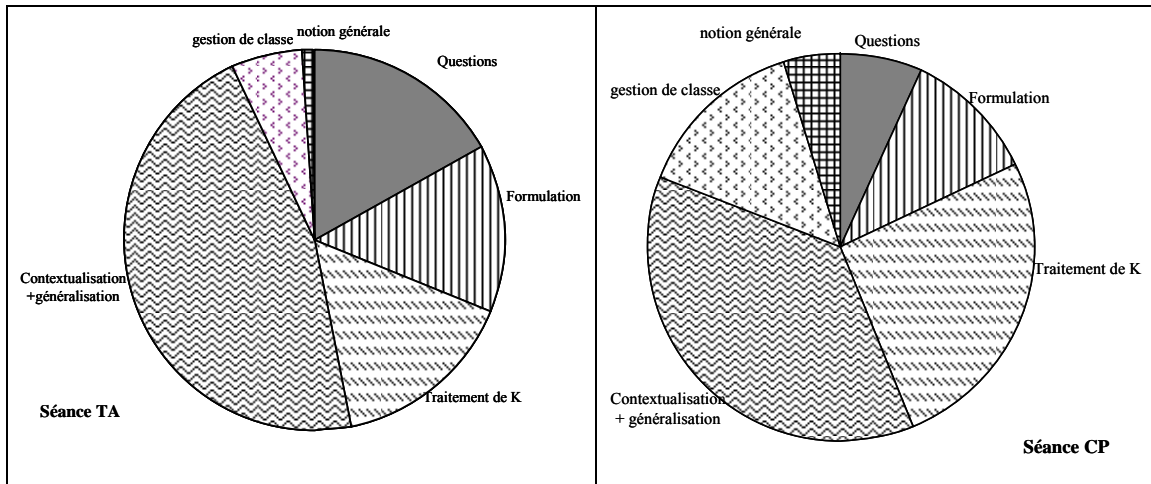 gestion de classe
notion générale
Questions
Formulation
Contextualisation
+généralisation
Traitement de K
Séance TA
notion générale
Questions
gestion de classe
Formulation
Traitement de K
Contextualisation
+ généralisation
Séance CP